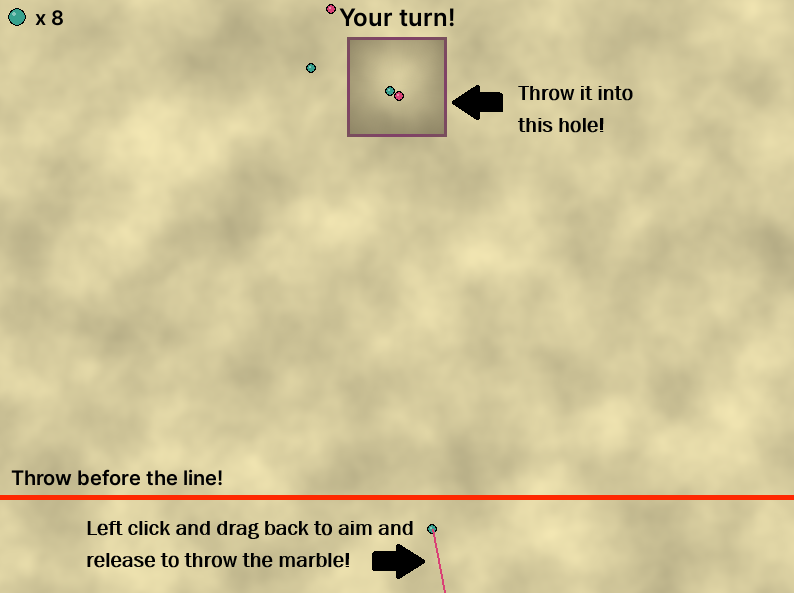 x 8
Your turn!
Throw it into
this hole!
Throw before the line!
Left click and drag back to aim and
release to throw the marble!